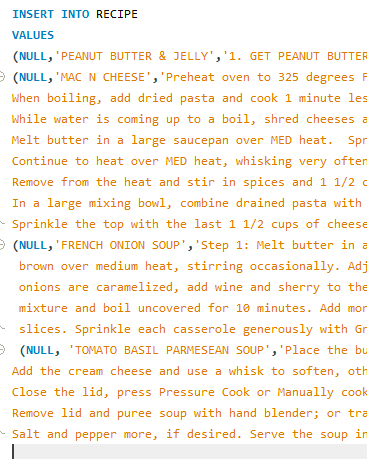 INSERT INTO RECIPE
VALUES
(NULL,'PEANUT BUTTER & JELLY','1. GET PEANUT BUTTER
(NULL,'MAC N CHEESE','Preheat oven to 325 degrees F
When boiling, add dried pasta and cook 1 minute les
While water is coming up to a boil, shred cheeses a
Melt butter in a large saucepan over MED heat.  Spr
Continue to heat over MED heat, whisking very often
Remove from the heat and stir in spices and 1 1/2 c
In a large mixing bowl, combine drained pasta with
Sprinkle the top with the last 1 1/2 cups of cheese
(NULL,'FRENCH ONION SOUP','Step 1: Melt butter in a
brown over medium heat, stirring occasionally. Adj
onions are caramelized, add wine and sherry to the
mixture and boil uncovered for 10 minutes. Add mor
slices. Sprinkle each casserole generously with Gr
(NULL, 'TOMATO BASIL PARMESEAN SOUP','Place the bu
Add the cream cheese and use a whisk to soften, oth
Close the lid, press Pressure Cook or Manually cook
Remove lid and puree soup with hand blender; or tra
Salt and pepper more, if desired. Serve the soup in